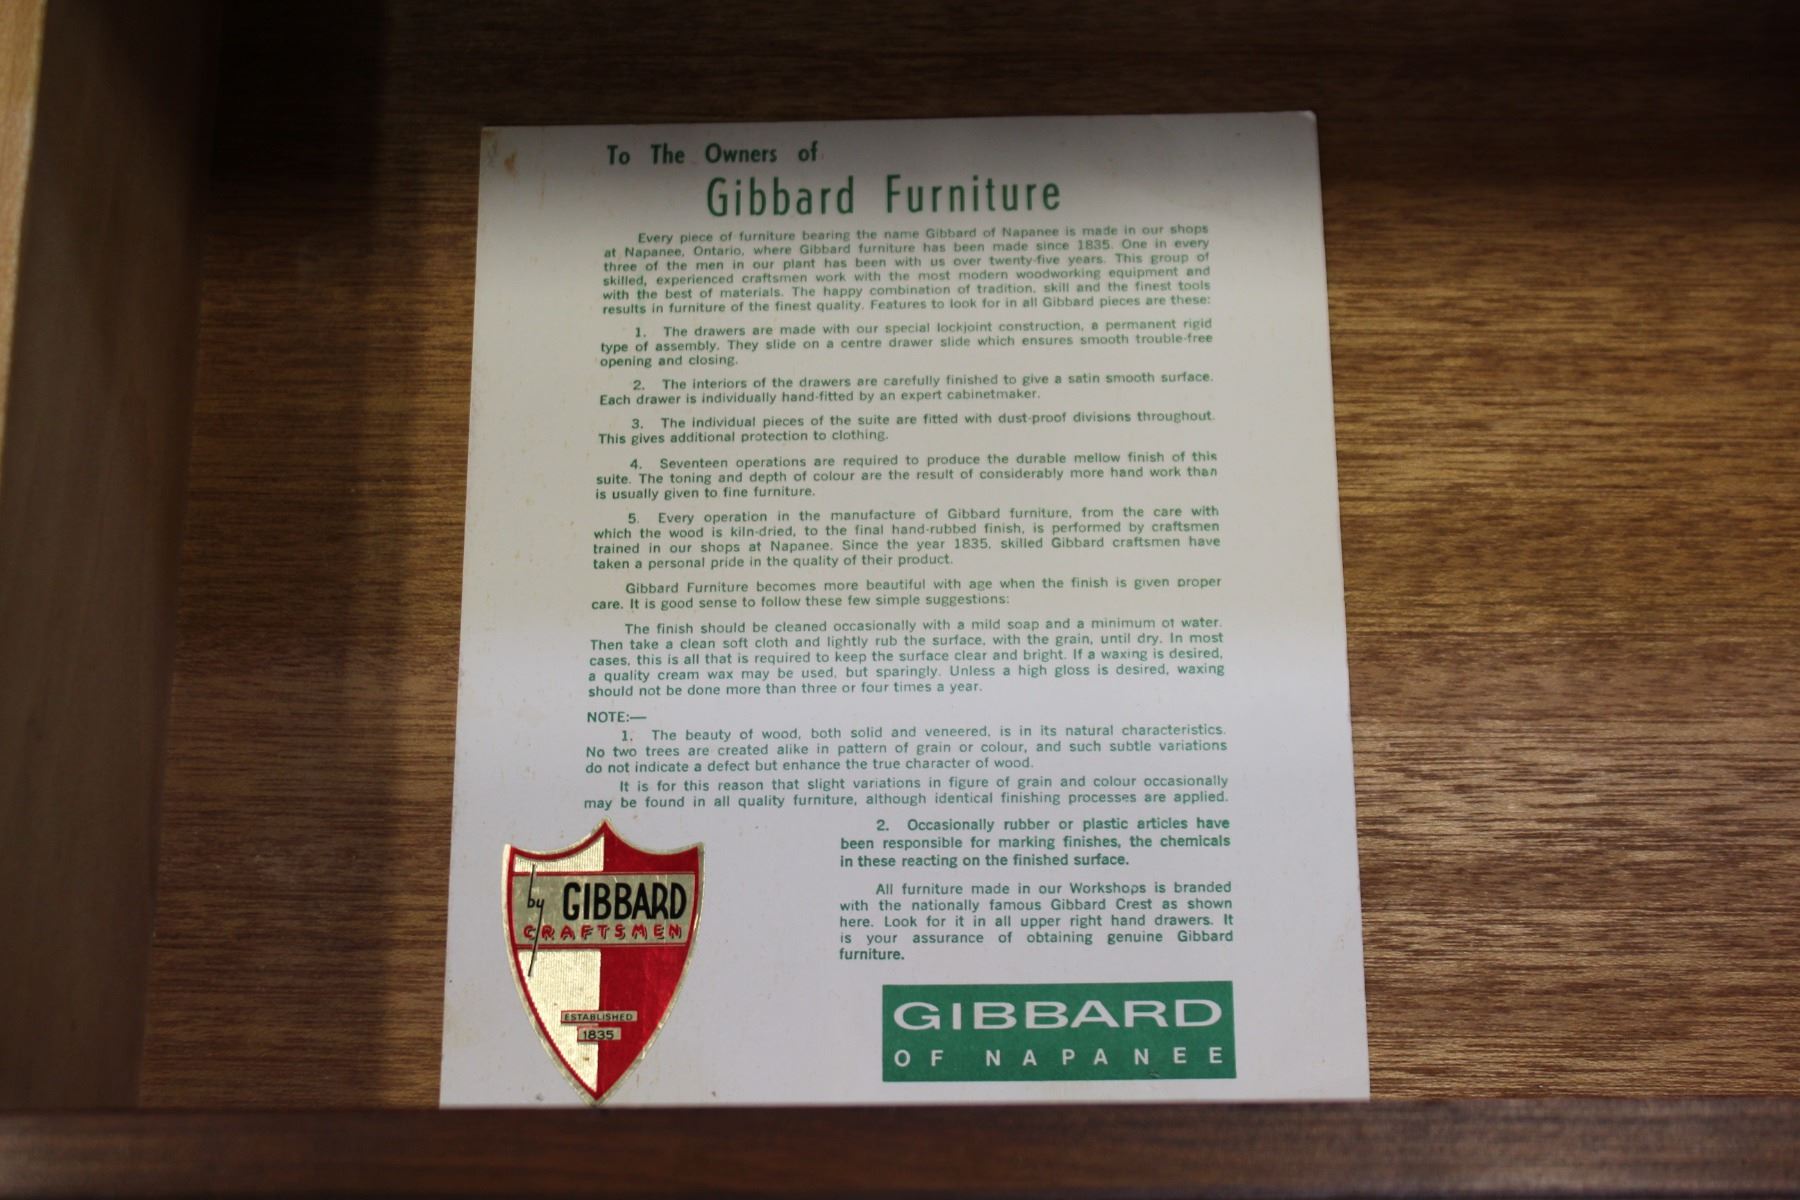 To The Owners of
Gibbard Furniture
Every piece of furniture bearing the name Gibbard of Napanee is made in our shops
at Napanee, Ontario, where Gibbard furniture has been made since 1835. One in every
three of the men in our plant has been with us over twenty-five years. This group of
skilled, experienced craftsmen work with the most modern woodworking equipment and
with the best of materials. The happy combination of tradition, skill and the finest tools
results in furniture of the finest quality. Features to look for in all Gibbard pieces are these:
1. The drawers are made with our special lockjoint construction, a permanent rigid
type of assembly. They slide on a centre drawer slide which ensures smooth trouble-free
opening and closing.
2. The interiors of the drawers are carefully finished to give a satin smooth surface.
Each drawer is individually hand-fitted by an expert cabinetmaker.
3. The individual pieces of the suite are fitted with dust-proof divisions throughout.
This gives additional protection to clothing.
4. Seventeen operations are required to produce the durable mellow finish of this
suite. The toning and depth of colour are the result of considerably more hand work than
is usually given to fine furniture.
5. Every operation in the manufacture of Gibbard furniture, from the care with
which the wood is kiln-dried, to the final hand-rubbed finish, is performed by craftsmen
trained in our shops at Napanee. Since the year 1835, skilled Gibbard craftsmen have
taken a personal pride in the quality of their product.
Gibbard Furniture becomes more beautiful with age when the finish is given proper
care. It is good sense to follow these few simple suggestions:
The finish should be cleaned occasionally with a mild soap and a minimum of water.
Then take a clean soft cloth and lightly rub the surface, with the grain, until dry. In most
cases, this is all that is required to keep the surface clear and bright. If a waxing is desired,
a quality cream wax may be used, but sparingly. Unless a high gloss is desired, waxing
should not be done more than three or four times a year.
NOTE:—
1. The beauty of wood, both solid and veneered, is in its natural characteristics.
No two trees are created alike in pattern of grain or colour, and such subtle variations
do not indicate a defect but enhance the true character of wood.
It is for this reason that slight variations in figure of grain and colour occasionally
may be found in all quality furniture, although identical finishing processes are applied.
2. Occasionally rubber or plastic articles have
been responsible for marking finishes, the chemicals
in these reacting on the finished surface.
All furniture made in our Workshops is branded
with the nationally famous Gibbard Crest as shown
here. Look for it in all upper right hand drawers. It
is your assurance of obtaining genuine Gibbard
furniture.
by GIBBARD
CRAFTSMEN
ESTABLISHED
1835
GIBBARD
OF NAPANEE